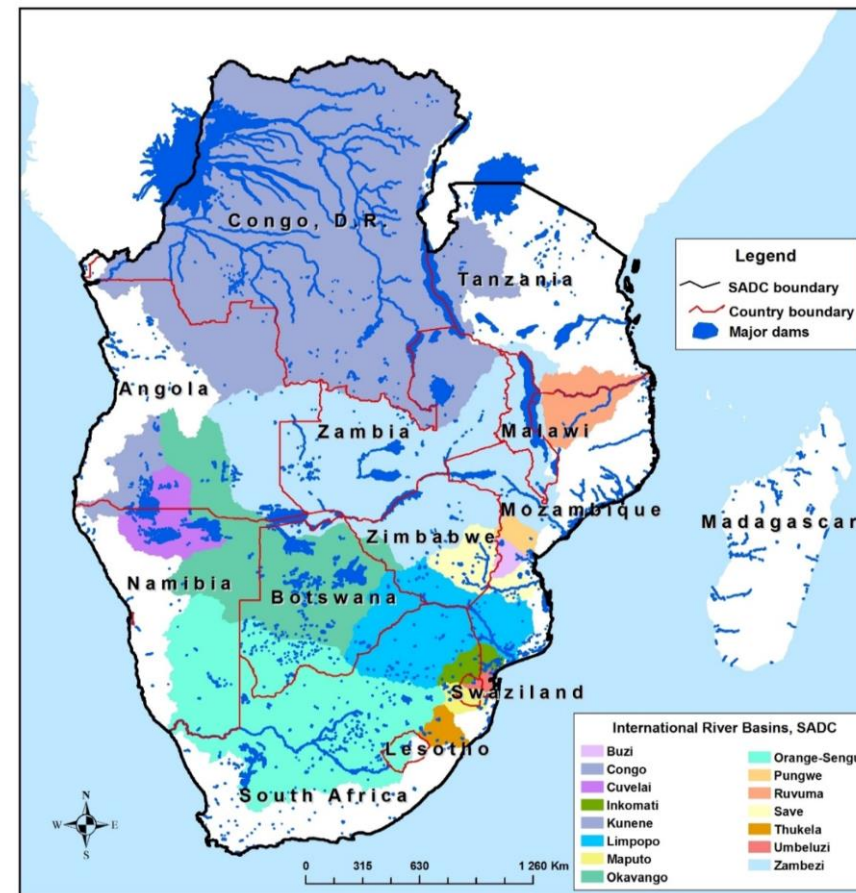 Congo, D.R.
Tanzania
Angola
Zambia
Malawi
Mozambique
Zimbabwe
Madagascar
Namibia
Botswana
Swaziland
Lesotho
South Africa
Legend
SADC boundary
Country boundary
Major dams
International River Basins, SADC
Buzi
Congo
Cuvelai
Inkomati
Kunene
Limpopo
Maputo
Okavango
Orange-Sengu
Pungwe
Ruvuma
Save
Thukela
Umbeluzi
Zambezi
N
W E
S
0 315 630 1 260 Km